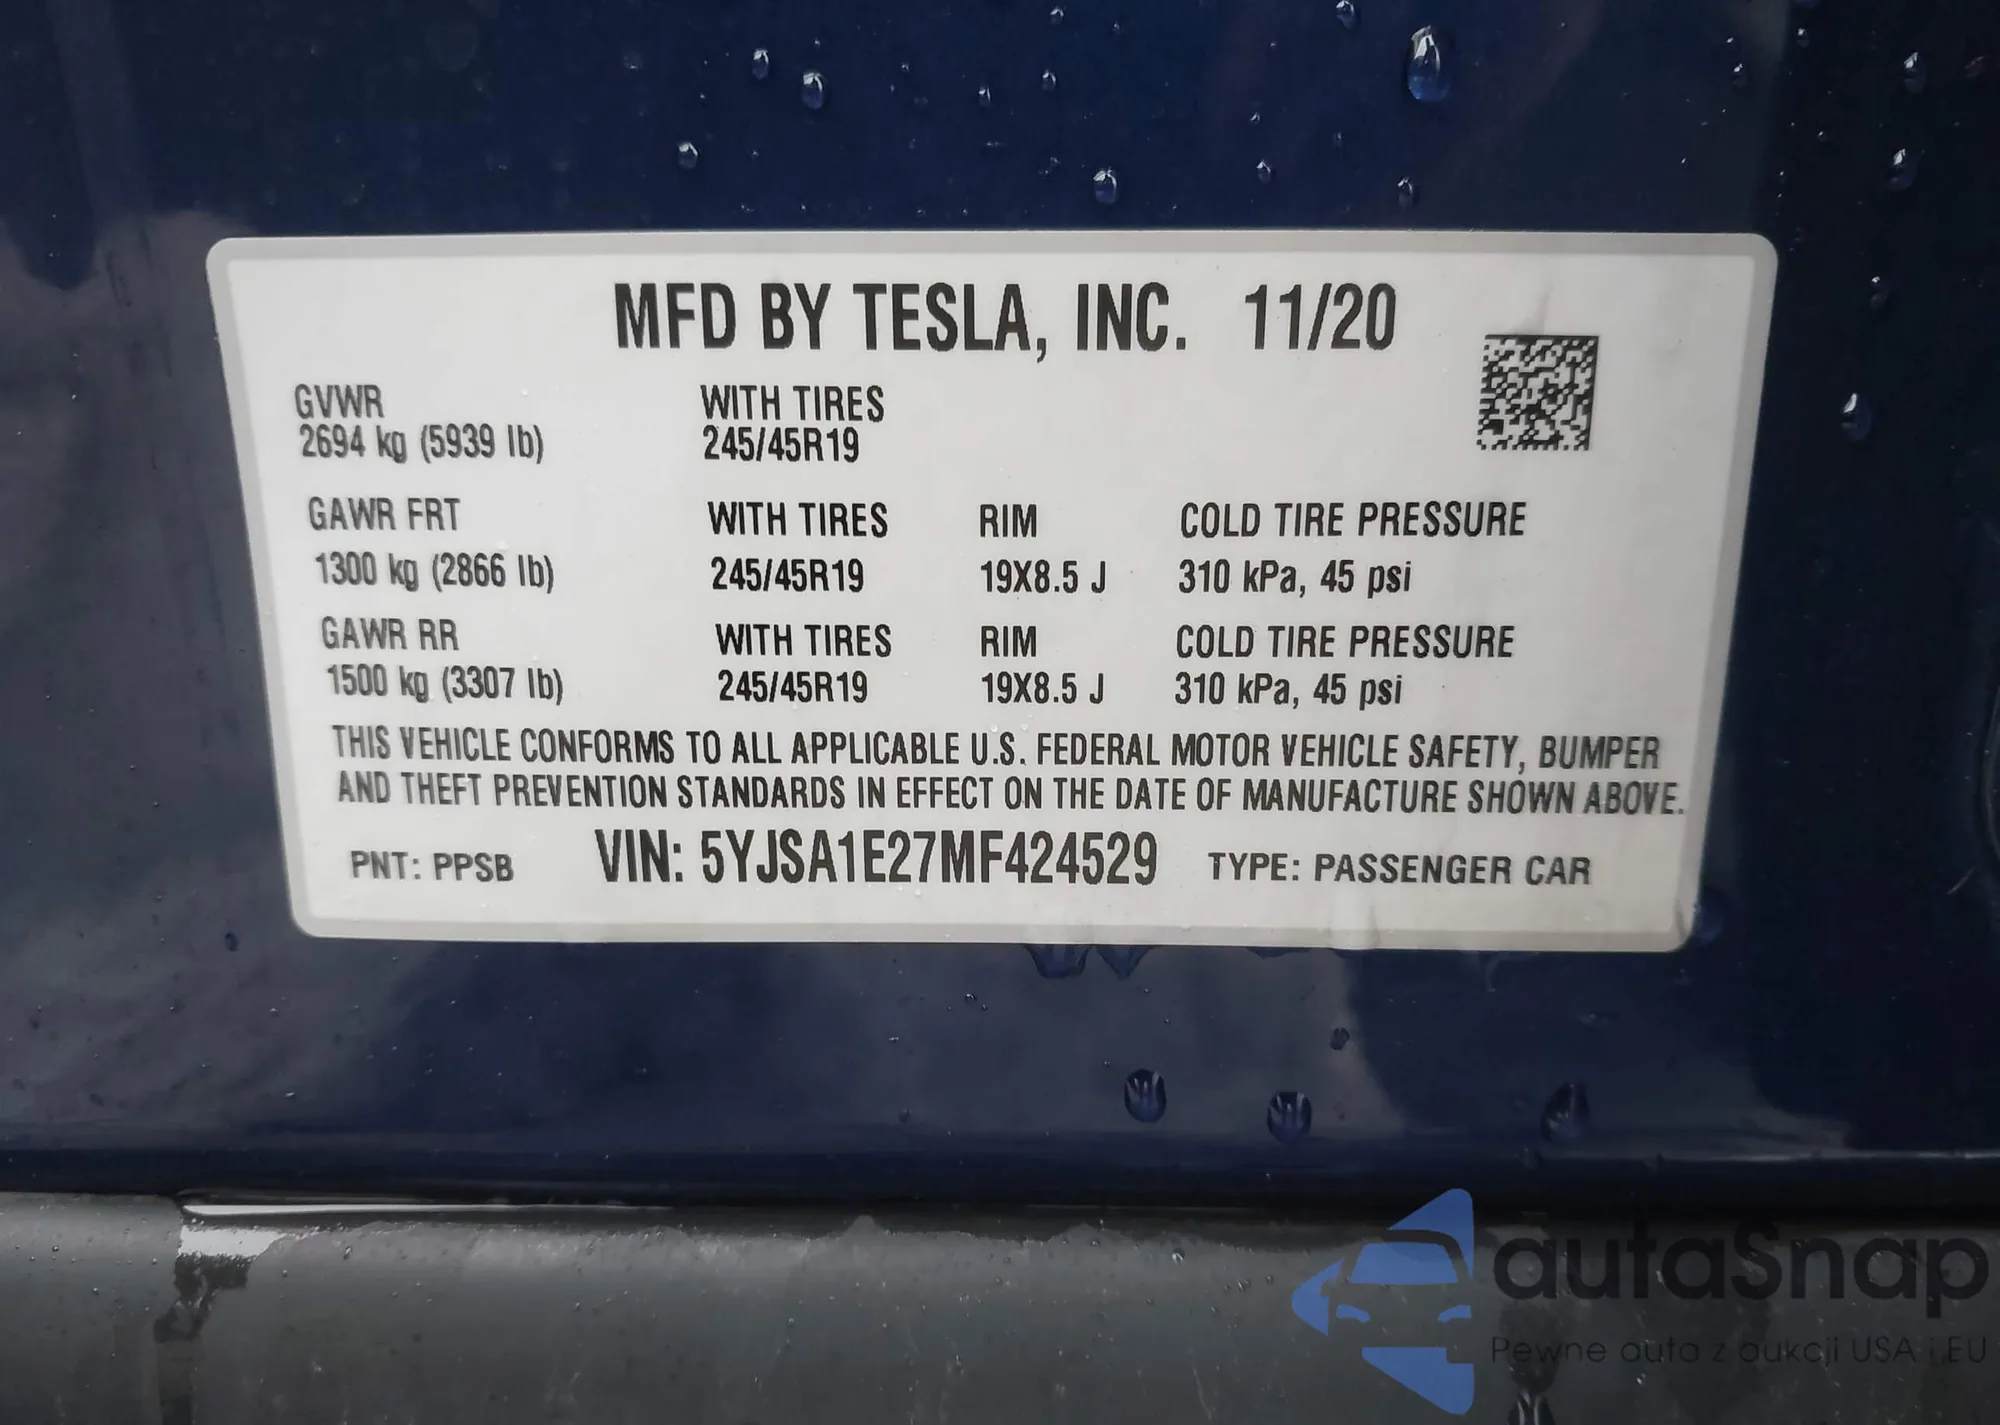 MFD BY TESLA, INC. 11/20
GVWR WITH TIRES
2694 kg (5939 lb) 245/45R19
GAWR FRT WITH TIRES RIM COLD TIRE PRESSURE
1300 kg (2866 lb) 245/45R19 19X8.5 J 310 kPa, 45 psi
GAWR RR WITH TIRES RIM COLD TIRE PRESSURE
1500 kg (3307 lb) 245/45R19 19X8.5 J 310 kPa, 45 psi
THIS VEHICLE CONFORMS TO ALL APPLICABLE U.S. FEDERAL MOTOR VEHICLE SAFETY, BUMPER
AND THEFT PREVENTION STANDARDS IN EFFECT ON THE DATE OF MANUFACTURE SHOWN ABOVE.
PNT: PPSB VIN: 5YJSA1E27MF424529 TYPE: PASSENGER CAR
autaSnap
Pewne auta z aukcji USA i EU